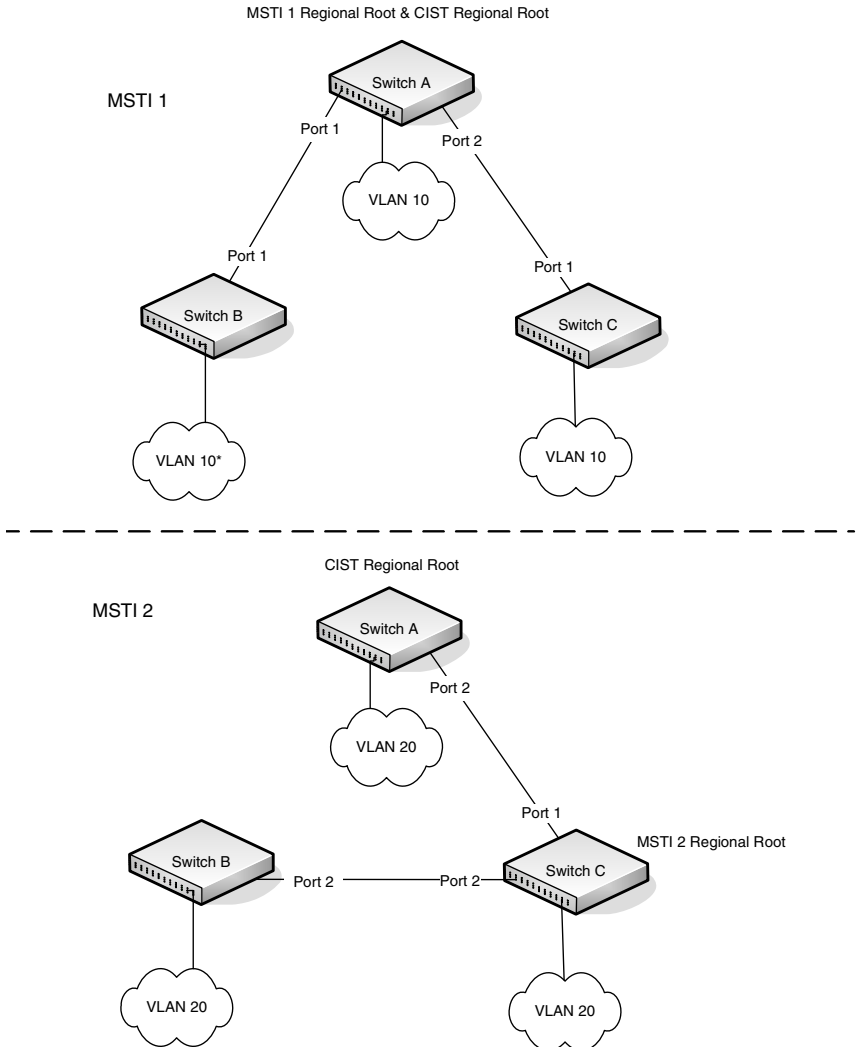 MSTI 1 Regional Root & CIST Regional Root
MSTI 1
Switch A
Port 1
Port 2
VLAN 10
Port 1
Port 1
Switch B
Switch C
VLAN 10*
VLAN 10
CIST Regional Root
MSTI 2
Switch A
Port 2
VLAN 20
Port 1
MSTI 2 Regional Root
Switch B
Switch C
Port 2
Port 2
VLAN 20
VLAN 20